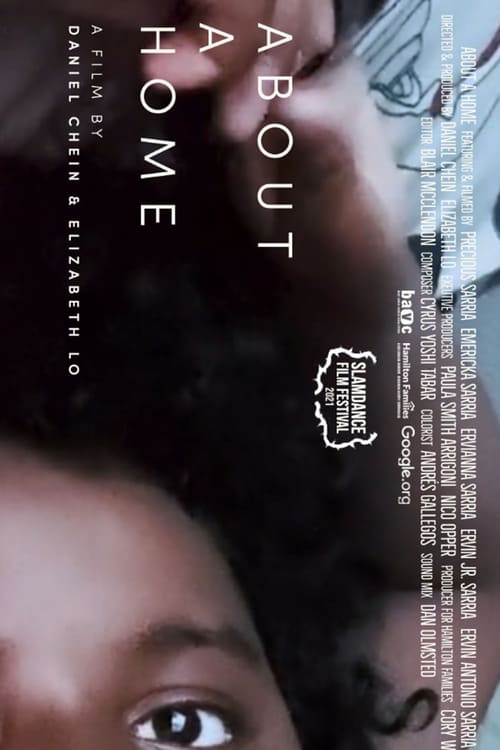 ABOUT
A
HOME
A FILM BY
DANIEL CHEIN & ELIZABETH LO
SLAMDANCE
FILM FESTIVAL
2021
ABOUT A HOME FEATURING & FILMED BY PRECIOUS SARRIA EMERICKA SARRIA ERVIANNA SARRIA ERVIN JR. SARRIA ERVIN ANTONIO SARRIA
DIRECTED & PRODUCED BY DANIEL CHEIN ELIZABETH LO EXECUTIVE PRODUCERS PAULA SMITH ARRIGONI NICO OPPER PRODUCER FOR HAMILTON FAMILIES CORY
EDITOR BLAIR MCCLENDON COMPOSER CYRUS YOSHI TABAR COLORIST ANDRÉS GALLEGOS SOUND MIX DAN OLMSTED
bavc Hamilton Families Google.org